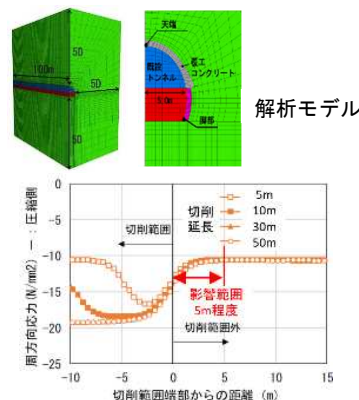 天端
覆工
コンクリート
既設
トンネル
脚部
5D
100m
5D
5D
解析モデル
周方向応力(N/mm2) －：圧縮側
0
-5
-10
-15
-20
-25
切削範囲
切削
延長
5m
10m
30m
50m
影響範囲
5m程度
切削範囲外
-10
-5
0
5
10
15
切削範囲端部からの距離 (m)